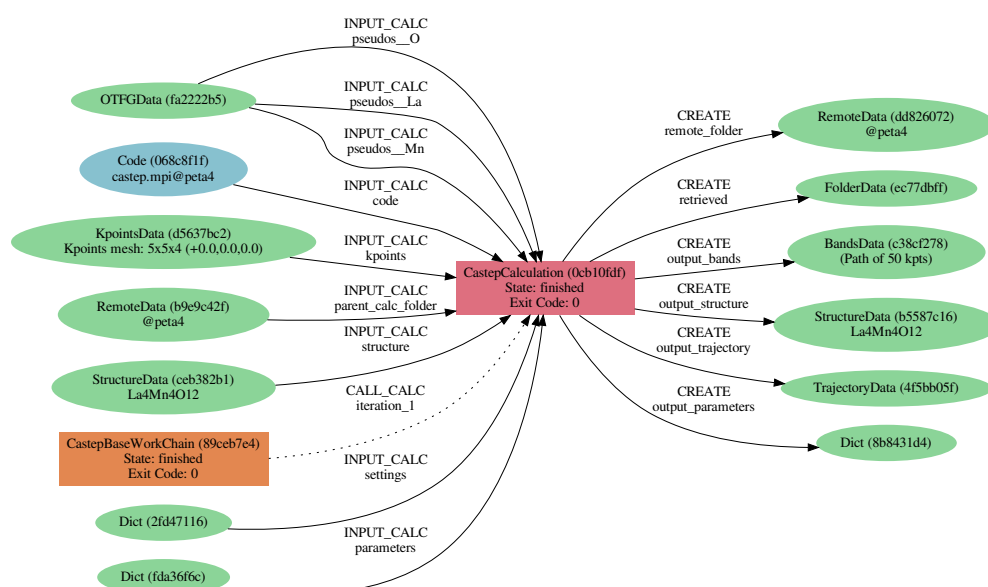 INPUT_CALC
pseudos__O
OTFGData (fa2222b5)
INPUT_CALC
pseudos__La
INPUT_CALC
pseudos__Mn
Code (068c8f1f)
castep.mpi@peta4
INPUT_CALC
code
KpointsData (d5637bc2)
Kpoints mesh: 5x5x4 (+0.0,0.0,0.0)
INPUT_CALC
kpoints
RemoteData (b9e9c42f)
@peta4
INPUT_CALC
parent_calc_folder
INPUT_CALC
structure
StructureData (ceb382b1)
La4Mn4O12
CALL_CALC
iteration_1
CastepBaseWorkChain (89ceb7e4)
State: finished
Exit Code: 0
INPUT_CALC
settings
Dict (2fd47116)
INPUT_CALC
parameters
Dict (fda36f6c)
CastepCalculation (0cb10fdf)
State: finished
Exit Code: 0
CREATE
remote_folder
RemoteData (dd826072)
@peta4
CREATE
retrieved
FolderData (ec77dbff)
CREATE
output_bands
BandsData (c38cf278)
(Path of 50 kpts)
CREATE
output_structure
StructureData (b5587c16)
La4Mn4O12
CREATE
output_trajectory
TrajectoryData (4f5bb05f)
CREATE
output_parameters
Dict (8b8431d4)